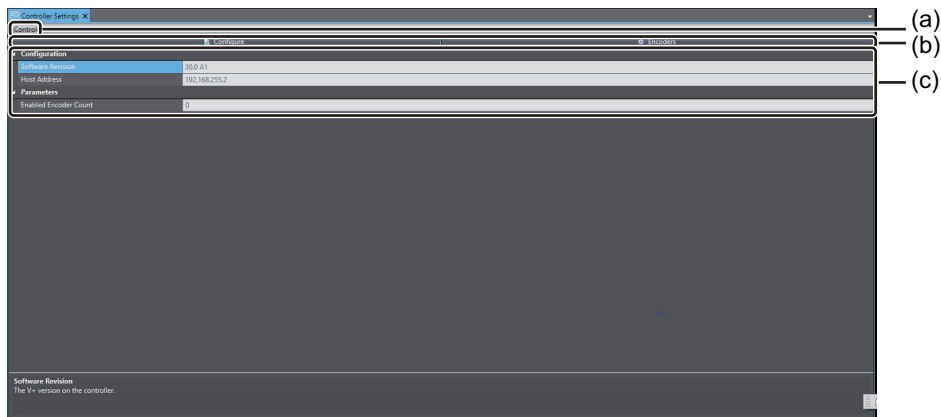 Controller Settings X
(a)
Control
(b)
Configure
Encoders
Configuration
Software Revision 30.0 A1
(c)
Host Address 192.168.255.2
Parameters
Enabled Encoder Count 0
Software Revision
The V+ version on the controller.